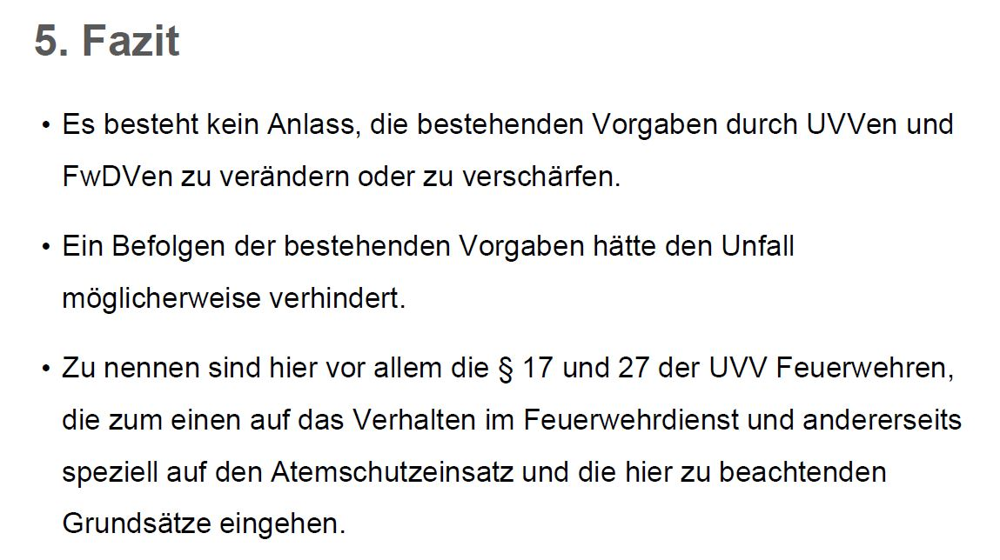 5. Fazit
• Es besteht kein Anlass, die bestehenden Vorgaben durch UVVen und
FwDVen zu verändern oder zu verschärfen.
• Ein Befolgen der bestehenden Vorgaben hätte den Unfall
möglicherweise verhindert.
• Zu nennen sind hier vor allem die § 17 und 27 der UVV Feuerwehren,
die zum einen auf das Verhalten im Feuerwehrdienst und andererseits
speziell auf den Atemschutzeinsatz und die hier zu beachtenden
Grundsätze eingehen.